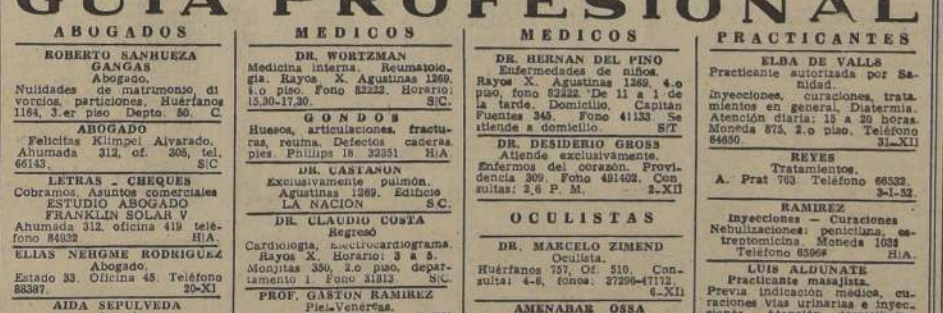 GUIA PROFESIONAL
ABOGADOS
ROBERTO SANHUEZA
GANGAS
Abogado.
Nulidades de matrimonio, di
vorcios, particiones, Huérfanos
1164, 3.er piso Depto. 50. C.
ABOGADO
Felicitas Klimpel Alvarado.
Ahumada 312, of. 305, tel.
66143. S|C
LETRAS - CHEQUES
Cobramos, Asuntos comerciales
ESTUDIO ABOGADO
FRANKLIN SOLAR V
Ahumada 312, oficina 419 telé-
fono 84932 H|A.
ELIAS NEHGME RODRIGUEZ
Abogado.
Estado 33. Oficina 45. Teléfono
88387. 20-XI
AIDA SEPULVEDA
MEDICOS
DR. WORTZMAN
Medicina interna. Reumatolo-
gía. Rayos X. Agustinas 1269,
4.o piso. Fono 82222. Horario:
15,30-17,30. S|C.
GONDOS
Huesos, articulaciones, fractu-
ras, reuma. Defectos caderas
pies. Phillips 16. 32351 H|A
DR. CASTAÑON
Exclusivamente pulmón.
Agustinas 1269. Edificio
LA NACION S|C.
DR. CLAUDIO COSTA
Regresó
Cardiología, Electrocardiograma.
Rayos X. Horario: 3 a 5.
Monjitas 350, 2.o piso, depar-
tamento 1. Fono 31813. S|C.
PROF. GASTON RAMIREZ
Piel-Venéreas.
MEDICOS
DR. HERNAN DEL PINO
Enfermedades de niños.
Rayos X. Agustinas 1269, 4.o
piso, fono 82222 De 11 a 1 de
la tarde. Domicilio, Capitán
Fuentes 345. Fono 41133. Se
atiende a domicilio. S|T
DR. DESIDERIO GROSS
Atiende exclusivamente.
Enfermos del corazón. Provi-
dencia 309, Fono 491402. Con
sultas: 2,6 P. M. 2-XII
OCULISTAS
DR. MARCELO ZIMEND
Oculista.
Huérfanos 757, Of. 510, Con-
sulta: 4-6, fonos: 37296-47172.
6-XII
AMENABAR OSSA
PRACTICANTES
ELBA DE VALLS
Practicante autorizada por Sa-
nidad.
Inyecciones, curaciones, trata
mientos en general, Diatermia.
Atención diaria: 15 a 20 horas.
Moneda 875, 2.o piso, Teléfono
64650. 31-XII
REYES
Tratamientos.
A. Prat 763 Teléfono 66532.
3-1-52.
RAMIREZ
Inyecciones — Curaciones
Nebulizaciones: penicilina, es-
treptomicina. Moneda 1033
Teléfono H|A.
LUIS ALDUNATE
Practicante masajista.
Previa indicación médica, cu-
raciones vías urinarias e inyec-